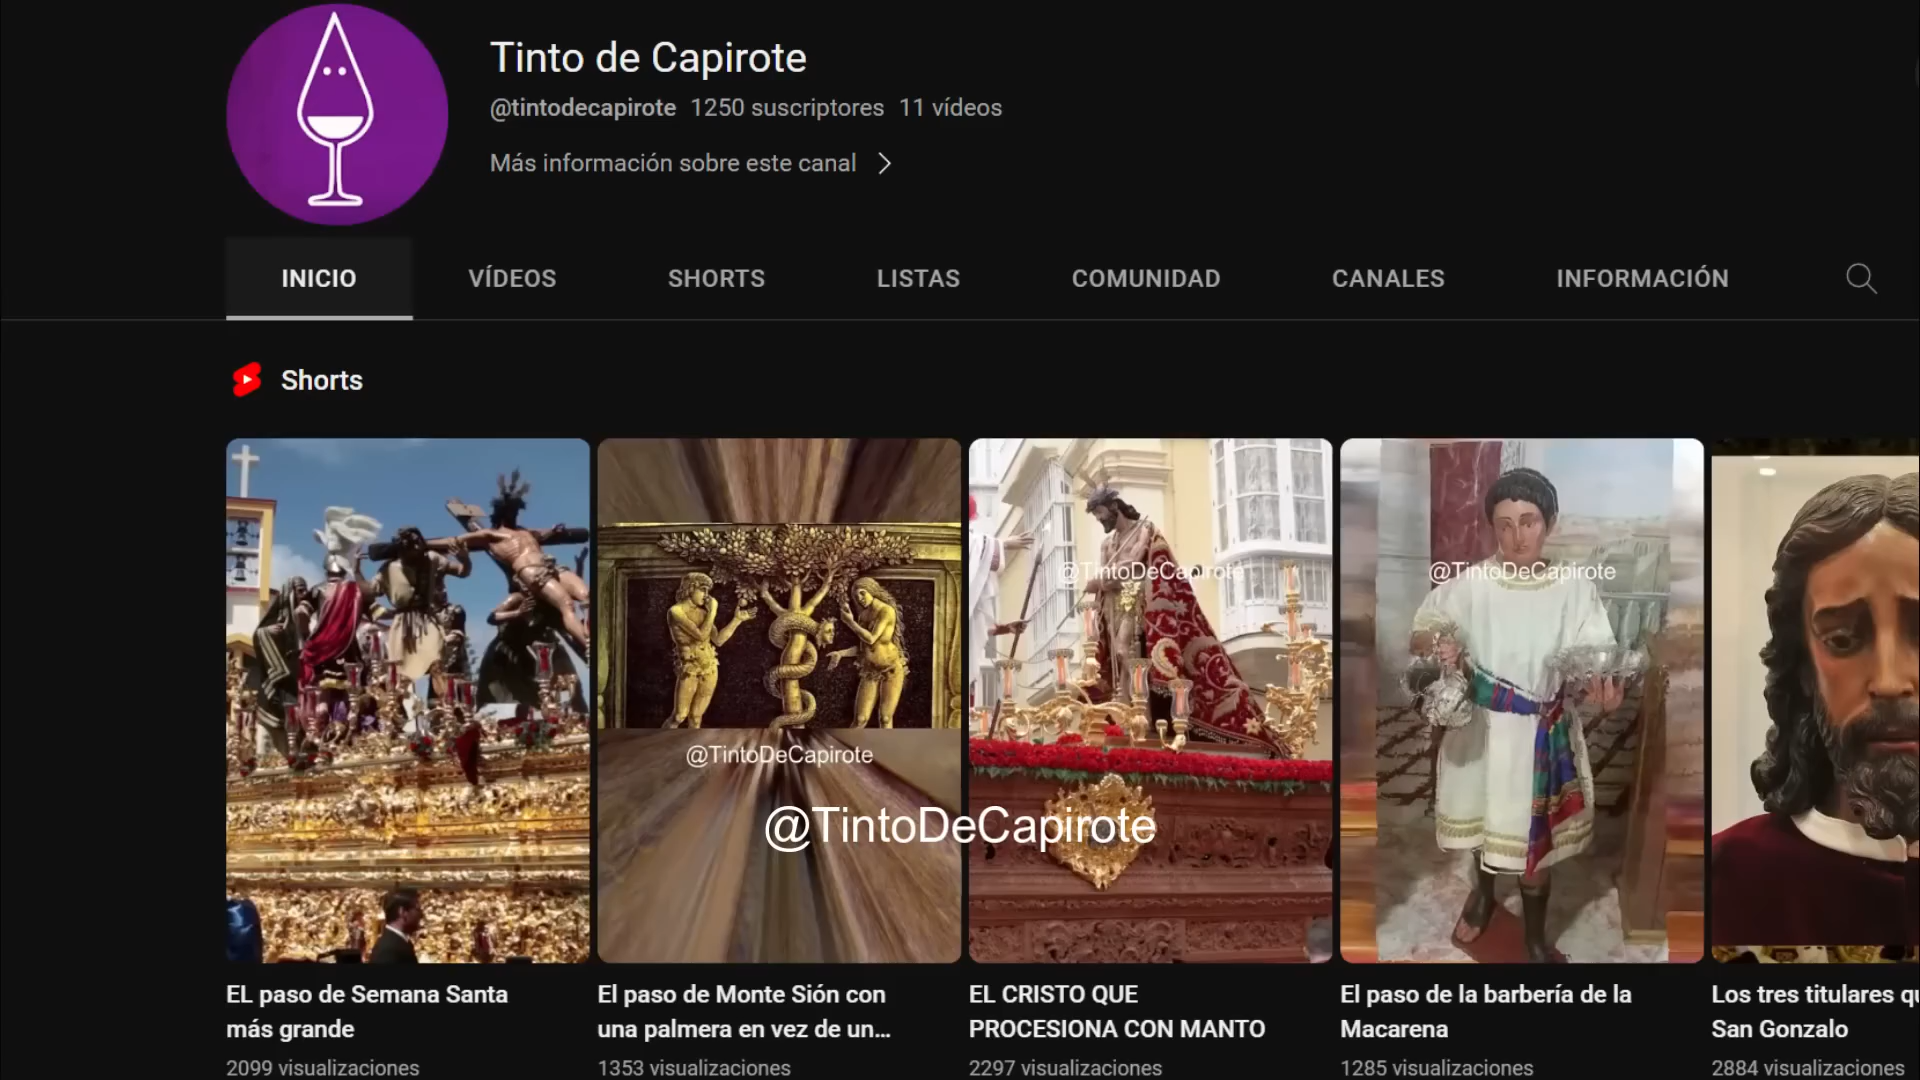 Tinto de Capirote
@tintodecapirote 1250 suscriptores 11 vídeos
Más información sobre este canal
INICIO VÍDEOS SHORTS LISTAS COMUNIDAD CANALES INFORMACIÓN
Shorts
@TintoDeCapirote
@TintoDeCapirote
@TintoDeCapirote
@TintoDeCapirote
EL paso de Semana Santa
más grande
2099 visualizaciones
El paso de Monte Sión con
una palmera en vez de un...
1353 visualizaciones
EL CRISTO QUE
PROCESIONA CON MANTO
2297 visualizaciones
El paso de la barbería de la
Macarena
1285 visualizaciones
Los tres titulares qu
San Gonzalo
2884 visualizaciones